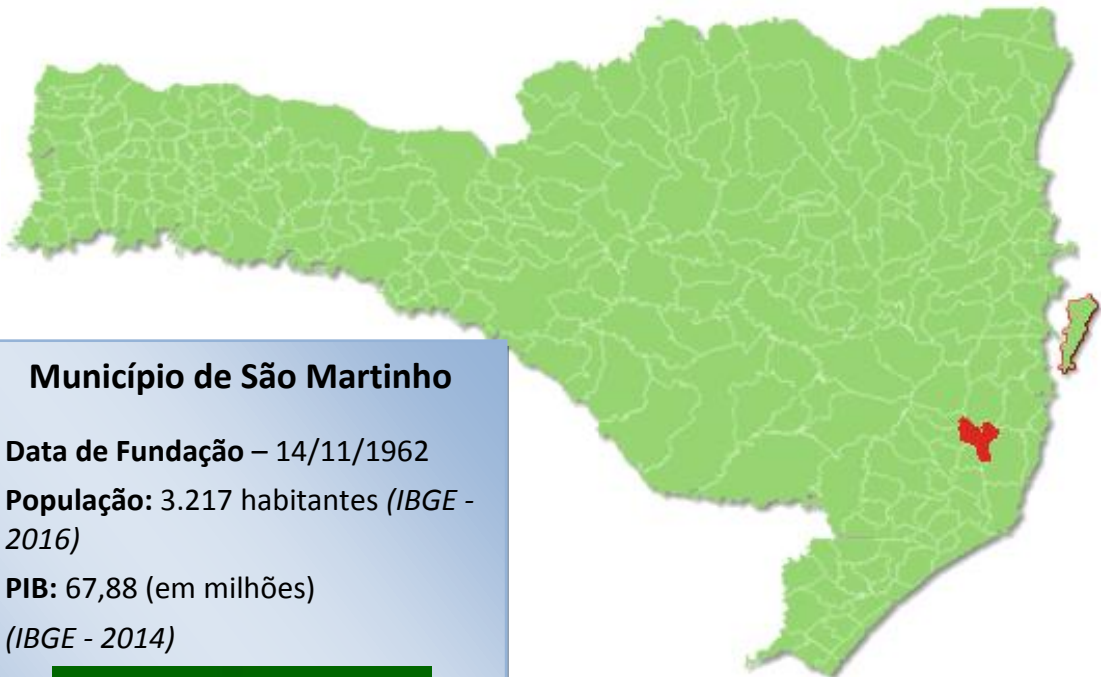 Município de São Martinho
Data de Fundação – 14/11/1962
População: 3.217 habitantes (IBGE -
2016)
PIB: 67,88 (em milhões)
(IBGE - 2014)